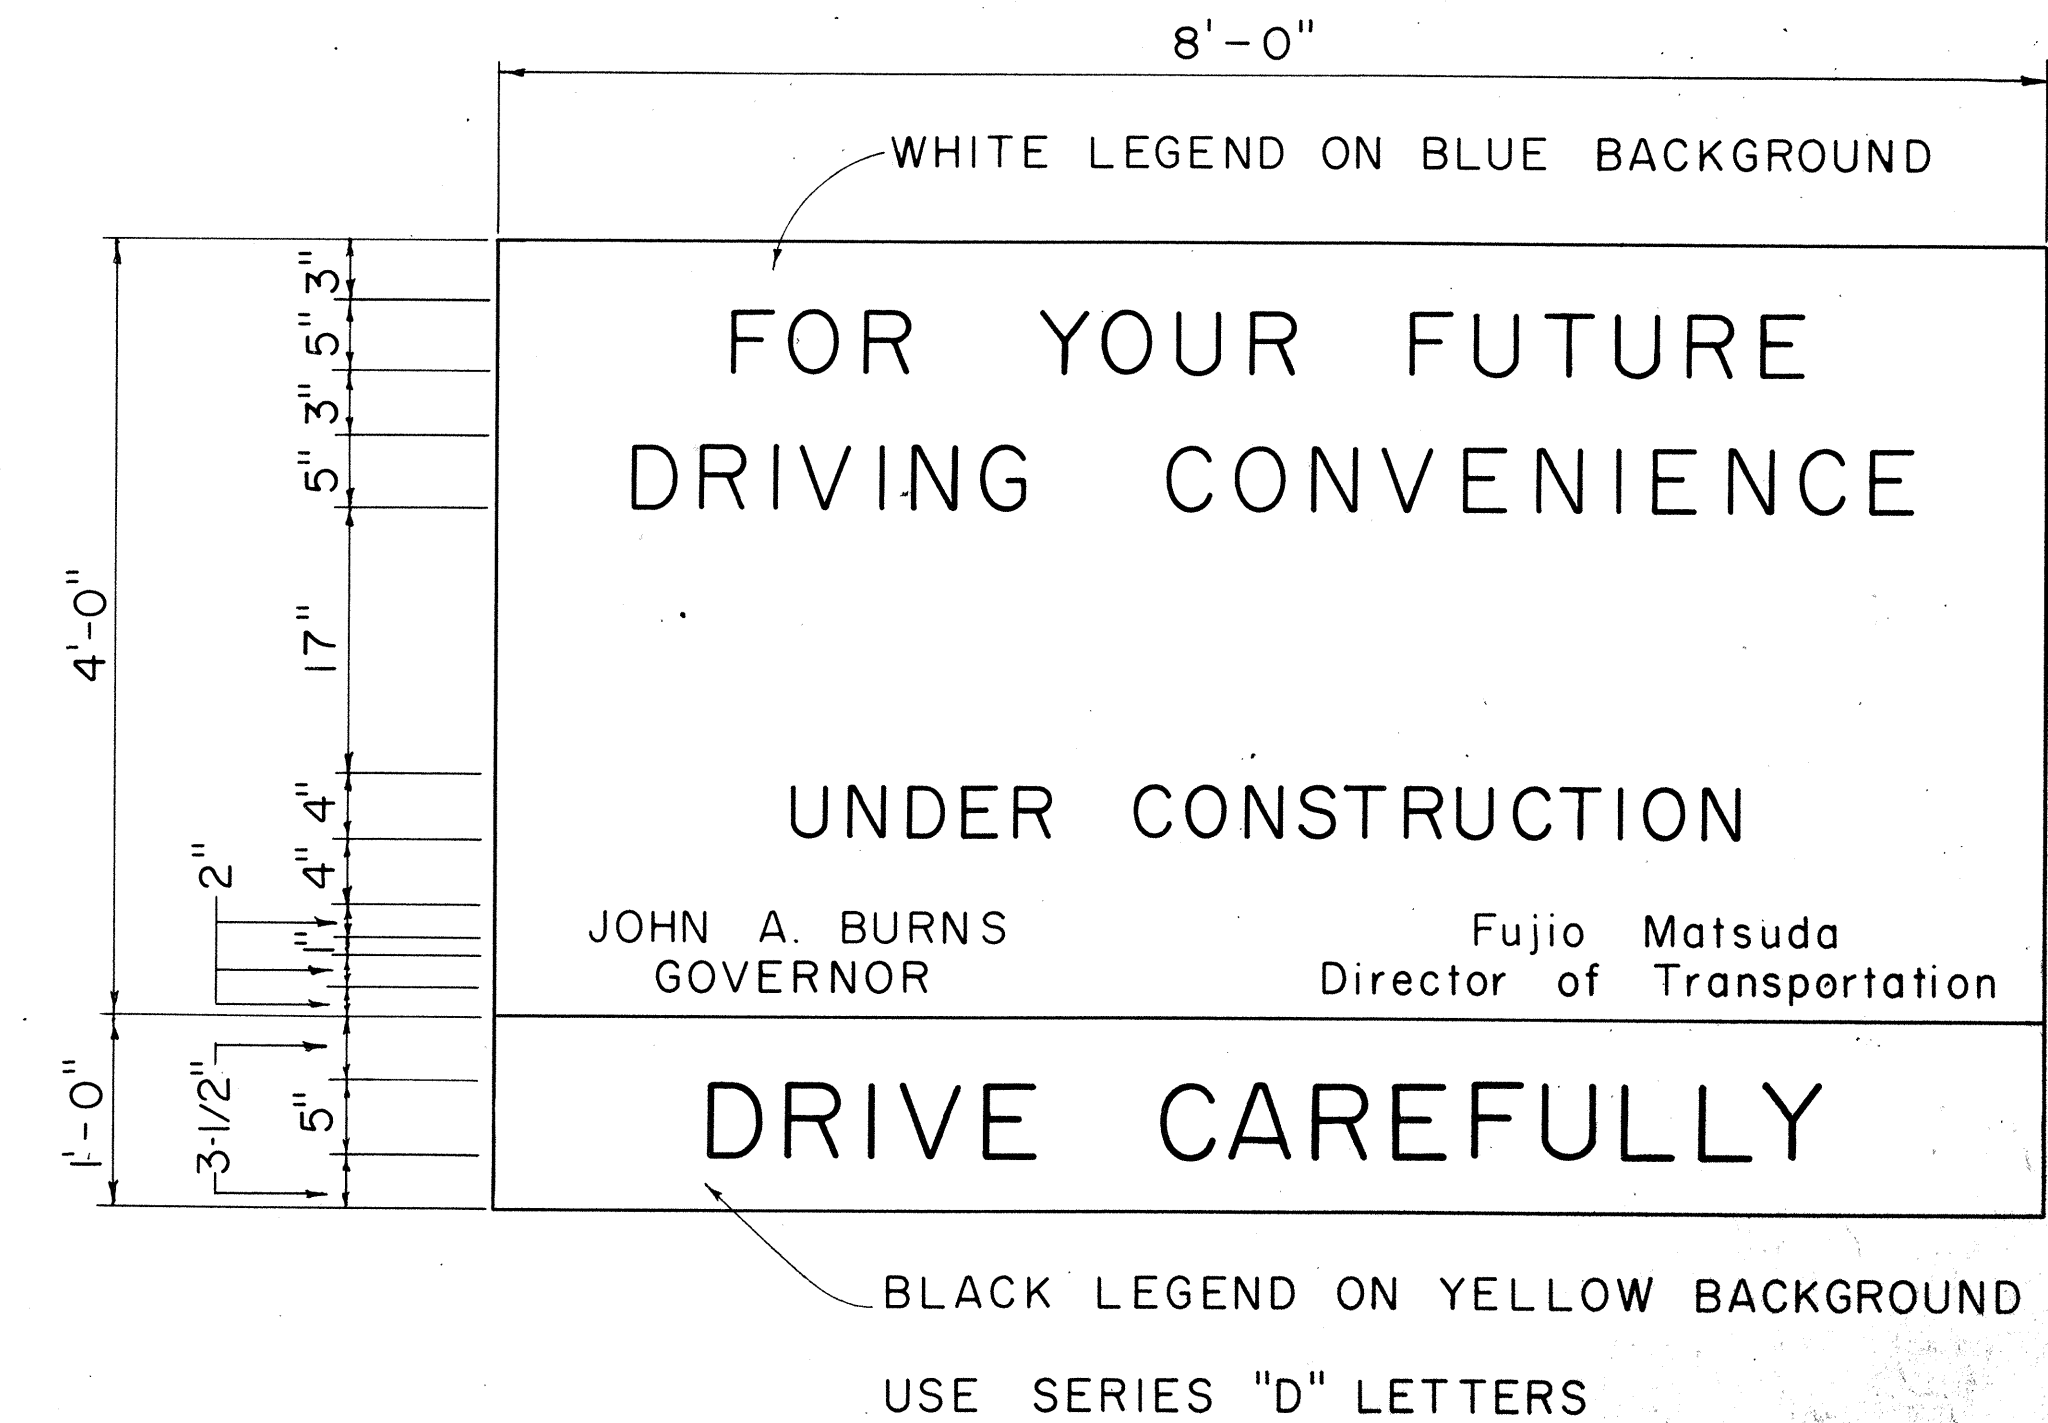 8'-0"
WHITE LEGEND ON BLUE BACKGROUND
3"
5"
3"
5"
17"
4"
4"
2"
1"
4'-0"
FOR YOUR FUTURE
DRIVING CONVENIENCE
UNDER CONSTRUCTION
JOHN A. BURNS
GOVERNOR
Fujio Matsuda
Director of Transportation
1'-0"
3-1/2"
5"
DRIVE CAREFULLY
BLACK LEGEND ON YELLOW BACKGROUND
USE SERIES "D" LETTERS